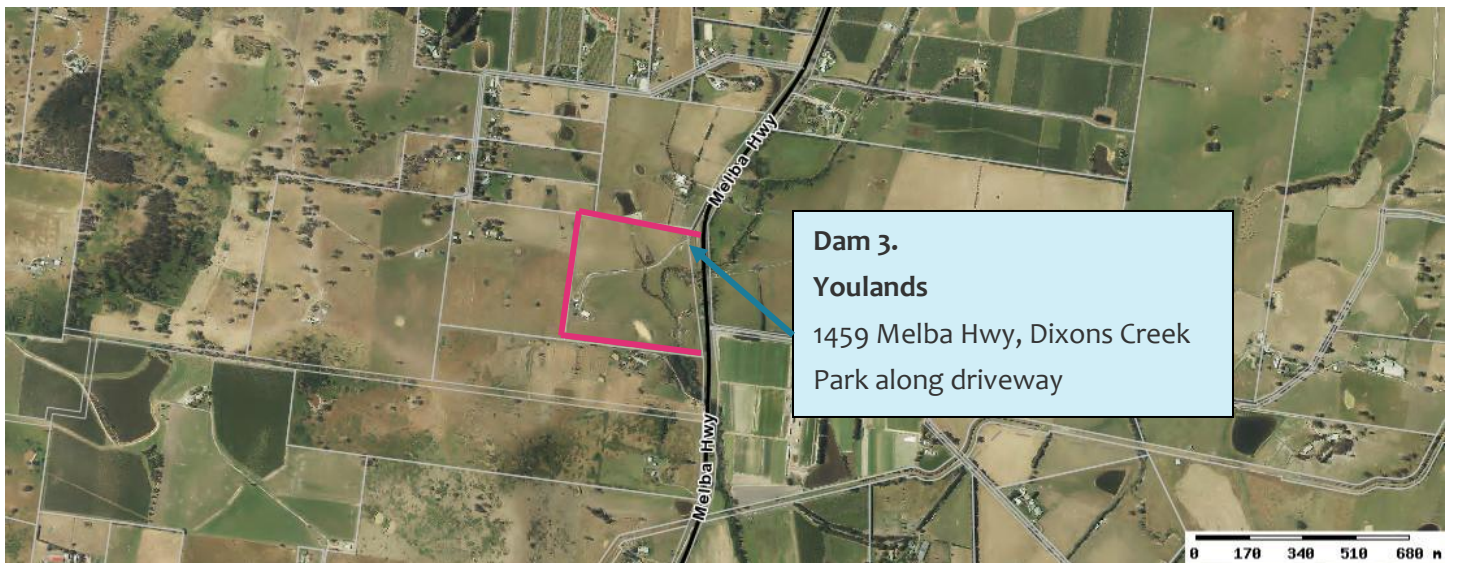 Melba Hwy
Dam 3.
Youlands
1459 Melba Hwy, Dixons Creek
Park along driveway
Melba Hwy
0 170 340 510 680 m